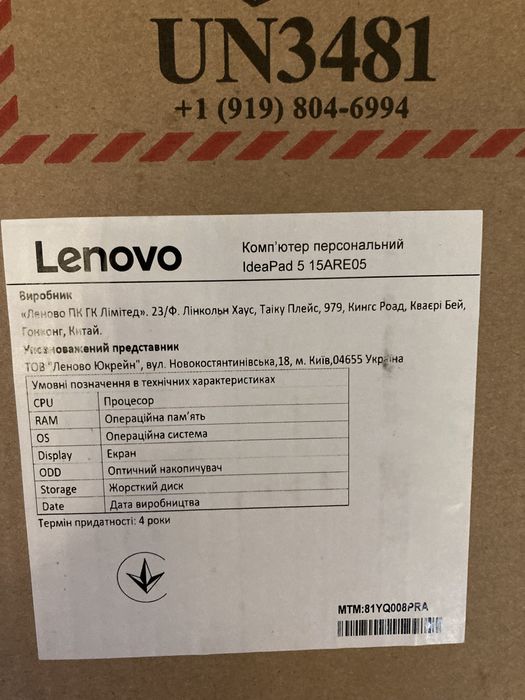 UN3481
+1 (919) 804-6994
Lenovo
Комп'ютер персональний
IdeaPad 5 15ARE05
Виробник
«Леново ПК ГК Лімітед». 23/Ф. Лінкольн Хаус, Таіку Плейс, 979, Кингс Роад, Кваєрі Бей,
Гонконг, Китай.
Уповноважений представник
ТОВ "Леново Юкрейн", вул. Новокостянтинівська,18, м. Київ,04655 Україна
Умовні позначення в технічних характеристиках
CPU Процесор
RAM Операційна пам'ять
OS Операційна система
Display Екран
ODD Оптичний накопичувач
Storage Жорсткий диск
Date Дата виробництва
Термін придатності: 4 роки
MTM:81YQ008PRA